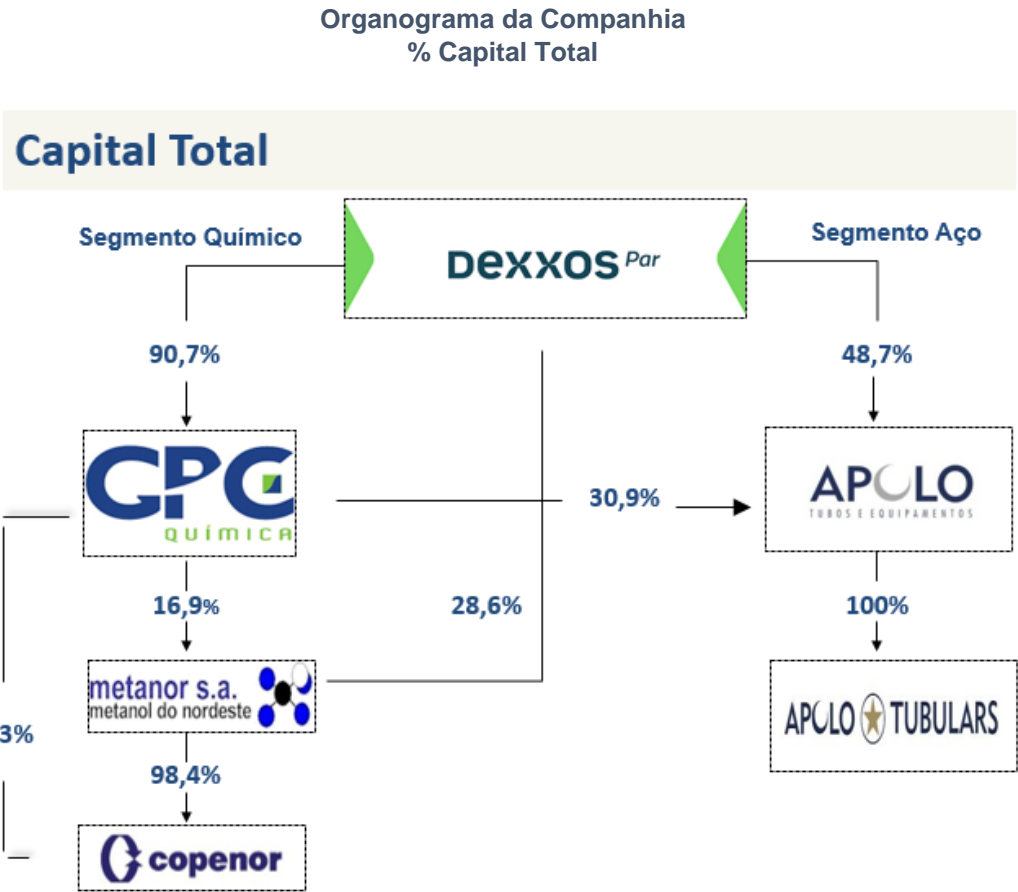 Organograma da Companhia
% Capital Total
Capital Total
Segmento Químico
Segmento Aço
Dexxos Par
90,7%
48,7%
GPC
QUÍMICA
30,9%
APOLO
TUBOS E EQUIPAMENTOS
16,9%
28,6%
100%
metanor s.a.
metanol do nordeste
APOLO TUBULARS
3%
98,4%
copenor